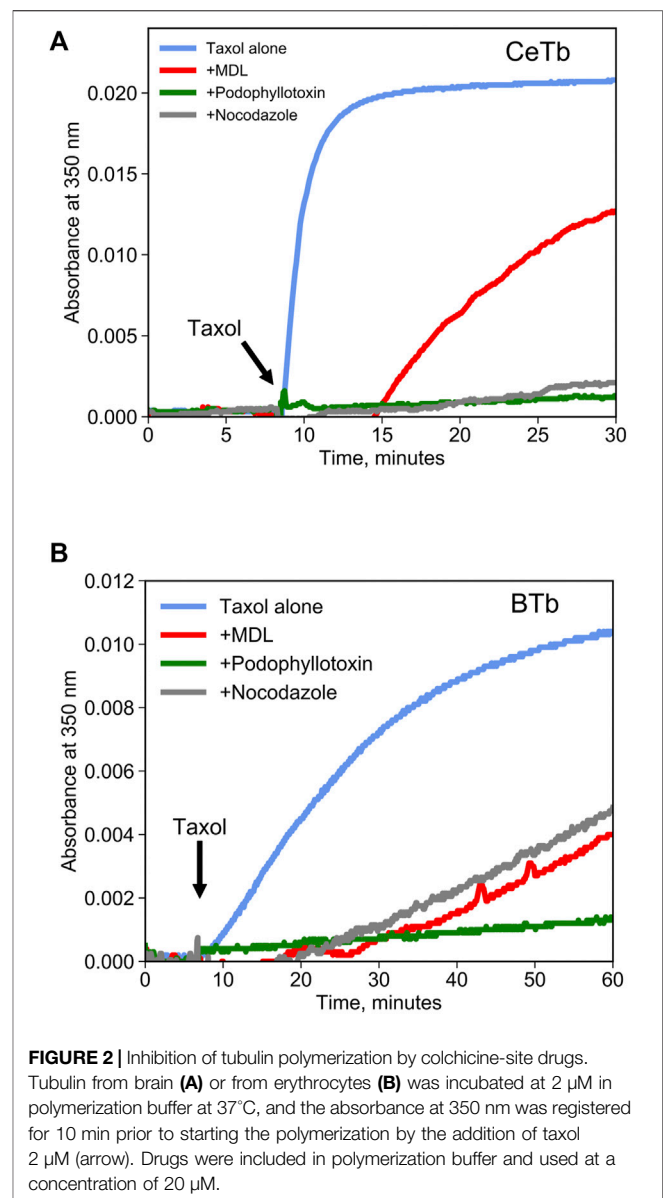 A
CeTb
Taxol alone
+MDL
+Podophyllotoxin
+Nocodazole
0.020
0.015
0.010
0.005
0.000
Absorbance at 350 nm
Taxol
0 5 10 15 20 25 30
Time, minutes
B
BTb
Taxol alone
+MDL
+Podophyllotoxin
+Nocodazole
0.012
0.010
0.008
0.006
0.004
0.002
0.000
Absorbance at 350 nm
Taxol
0 10 20 30 40 50 60
Time, minutes
FIGURE 2 | Inhibition of tubulin polymerization by colchicine-site drugs.
Tubulin from brain (A) or from erythrocytes (B) was incubated at 2 μM in
polymerization buffer at 37°C, and the absorbance at 350 nm was registered
for 10 min prior to starting the polymerization by the addition of taxol
2 μM (arrow). Drugs were included in polymerization buffer and used at a
concentration of 20 μM.